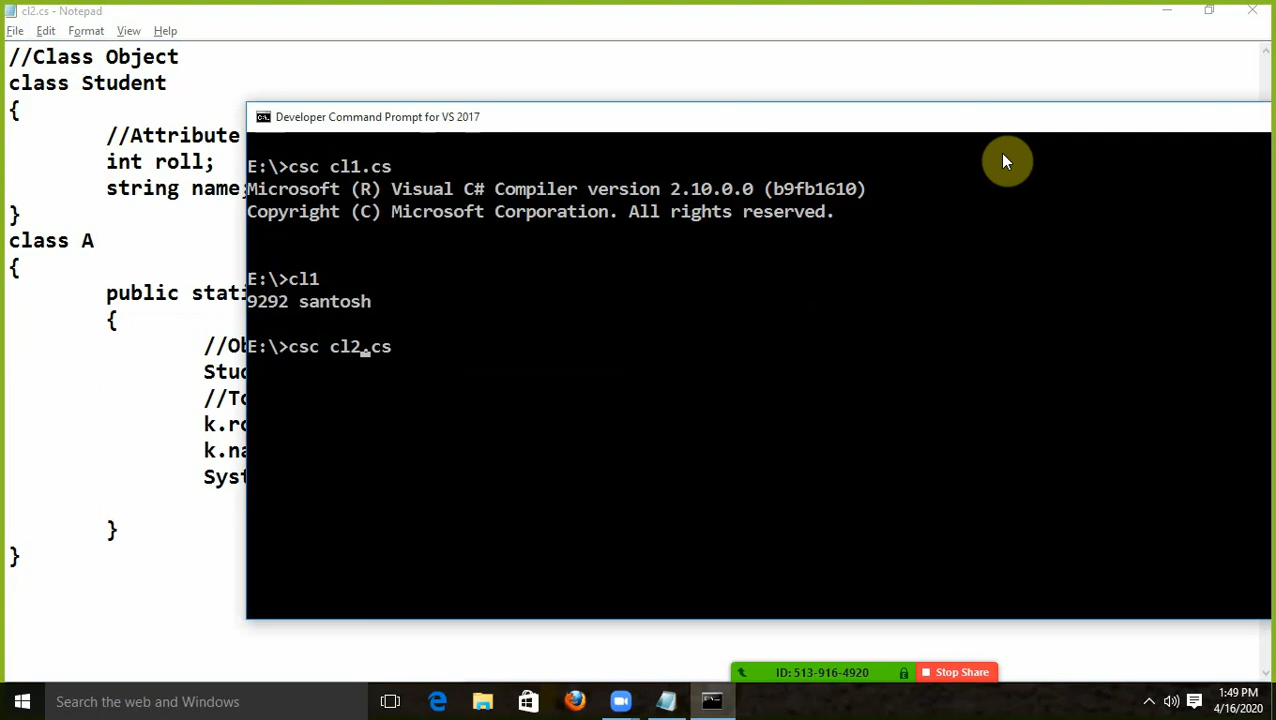 cl2.cs - Notepad
File Edit Format View Help
//Class Object
class Student
{
//Attribute
int roll;
string name;
}
class A
{
public stati
{
//Ob
Stud
//To
k.ro
k.na
Syst
}
}
Developer Command Prompt for VS 2017
E:\>csc cl1.cs
Microsoft (R) Visual C# Compiler version 2.10.0.0 (b9fb1610)
Copyright (C) Microsoft Corporation. All rights reserved.
E:\>cl1
9292 santosh
E:\>csc cl2.cs
ID: 513-916-4920 Stop Share
Search the web and Windows
1:49 PM
4/16/2020